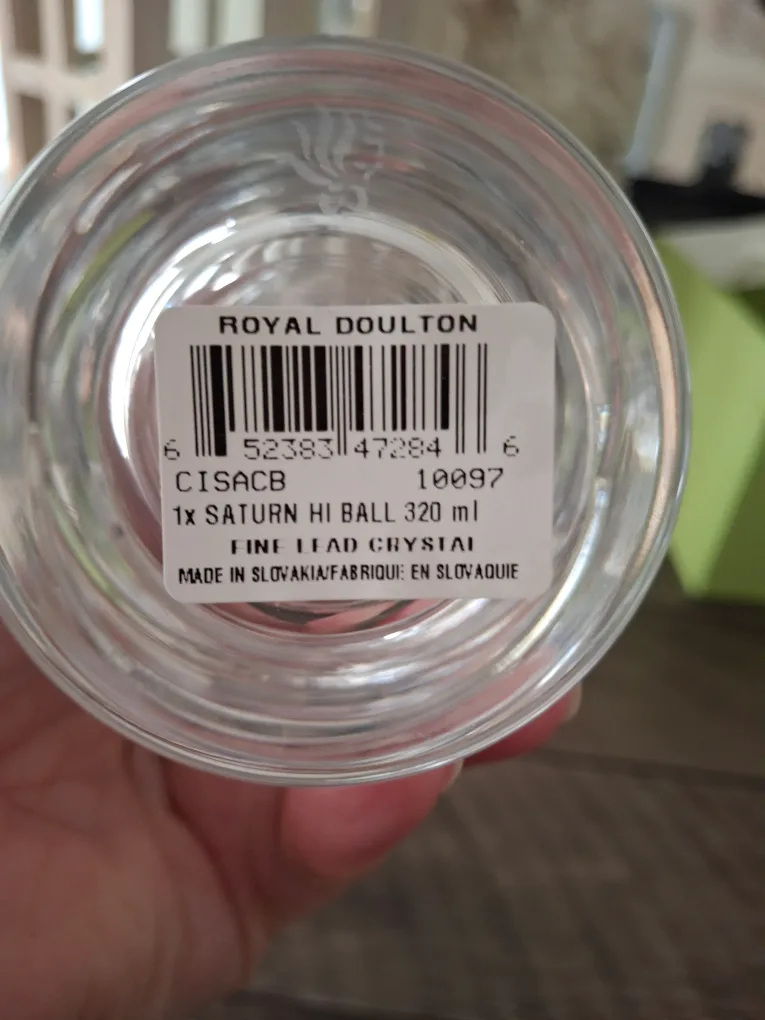 ROYAL DOULTON
6 52383 47284 6
CISACB 10097
1x SATURN HI BALL 320 ml
FINE LEAD CRYSTAL
MADE IN SLOVAKIA/FABRIQUE EN SLOVAQUIE